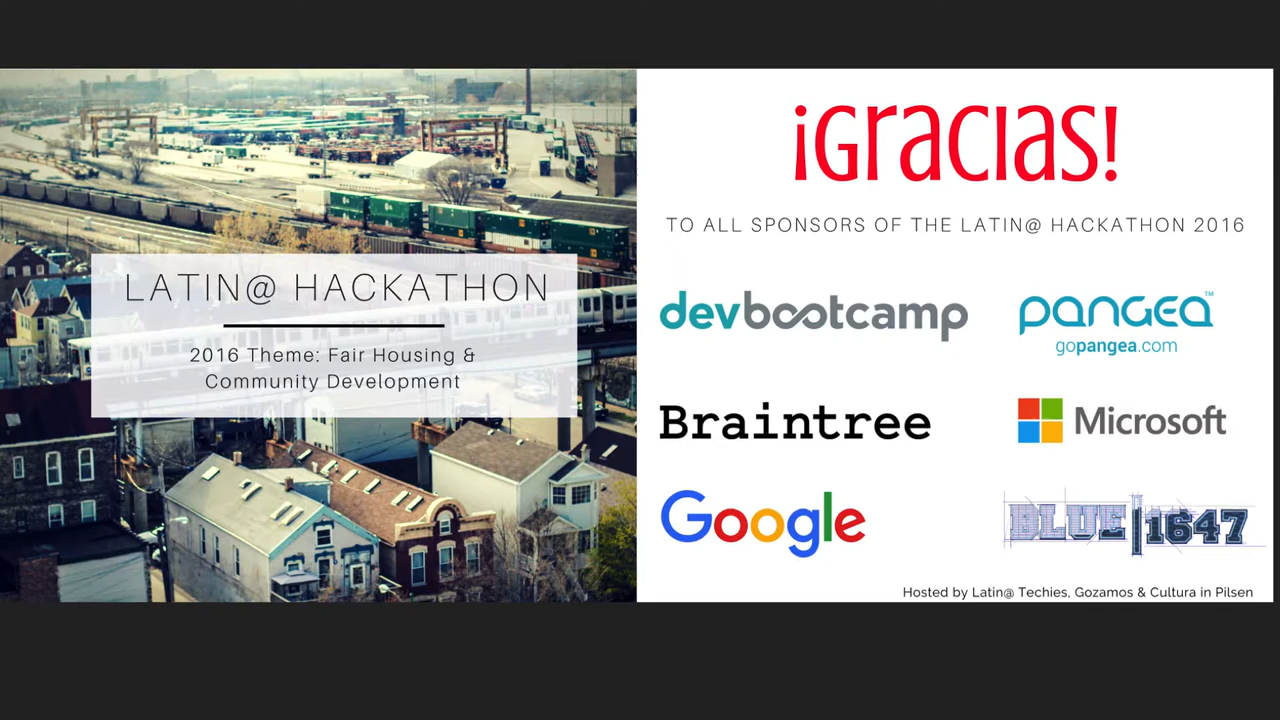 LATIN@ HACKATHON
2016 Theme: Fair Housing &
Community Development
¡Gracias!
TO ALL SPONSORS OF THE LATIN@ HACKATHON 2016
devbootcamp
PANGEA™
gopangea.com
Braintree
Microsoft
Google
BLUE|1647
Hosted by Latin@ Techies, Gozamos & Cultura in Pilsen